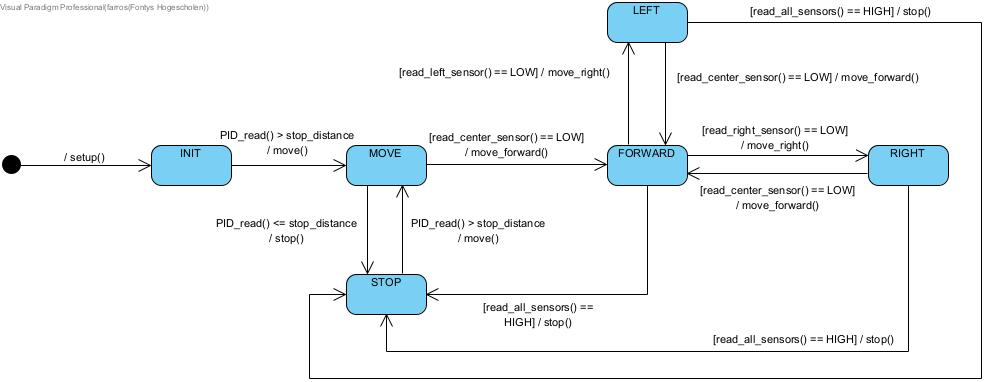 Visual Paradigm Professional(farros(Fontys Hogescholen))
LEFT
[read_all_sensors() == HIGH] / stop()
[read_left_sensor() == LOW] / move_right()
[read_center_sensor() == LOW] / move_forward()
/ setup()
INIT
PID_read() > stop_distance
/ move()
MOVE
[read_center_sensor() == LOW]
/ move_forward()
FORWARD
[read_right_sensor() == LOW]
/ move_right()
RIGHT
[read_center_sensor() == LOW]
/ move_forward()
PID_read() <= stop_distance
/ stop()
PID_read() > stop_distance
/ move()
STOP
[read_all_sensors() ==
HIGH] / stop()
[read_all_sensors() == HIGH] / stop()